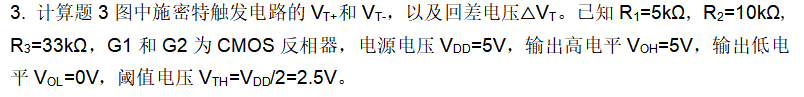 3. 计算题 3 图中施密特触发电路的 VT+和 VT-，以及回差电压△VT。已知 R1=5kΩ，R2=10kΩ，
R3=33kΩ，G1 和 G2 为 CMOS 反相器，电源电压 VDD=5V，输出高电平 VOH=5V，输出低电
平 VOL=0V，阈值电压 VTH=VDD/2=2.5V。